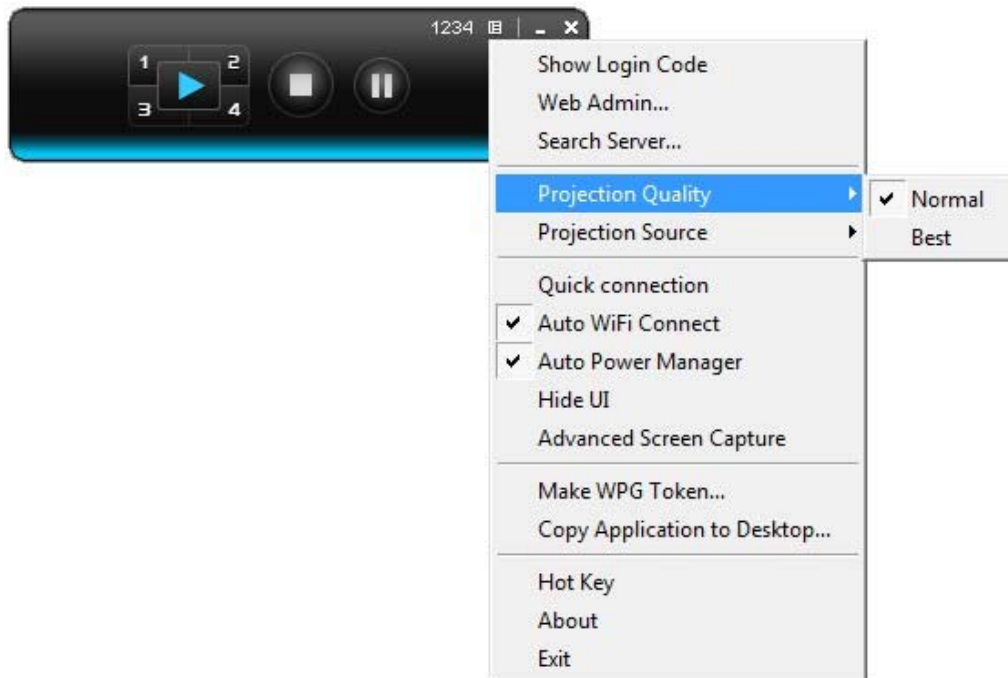 1234
1 2
3 4
Show Login Code
Web Admin...
Search Server...
Projection Quality
Normal
Projection Source
Best
Quick connection
Auto WiFi Connect
Auto Power Manager
Hide UI
Advanced Screen Capture
Make WPG Token...
Copy Application to Desktop...
Hot Key
About
Exit